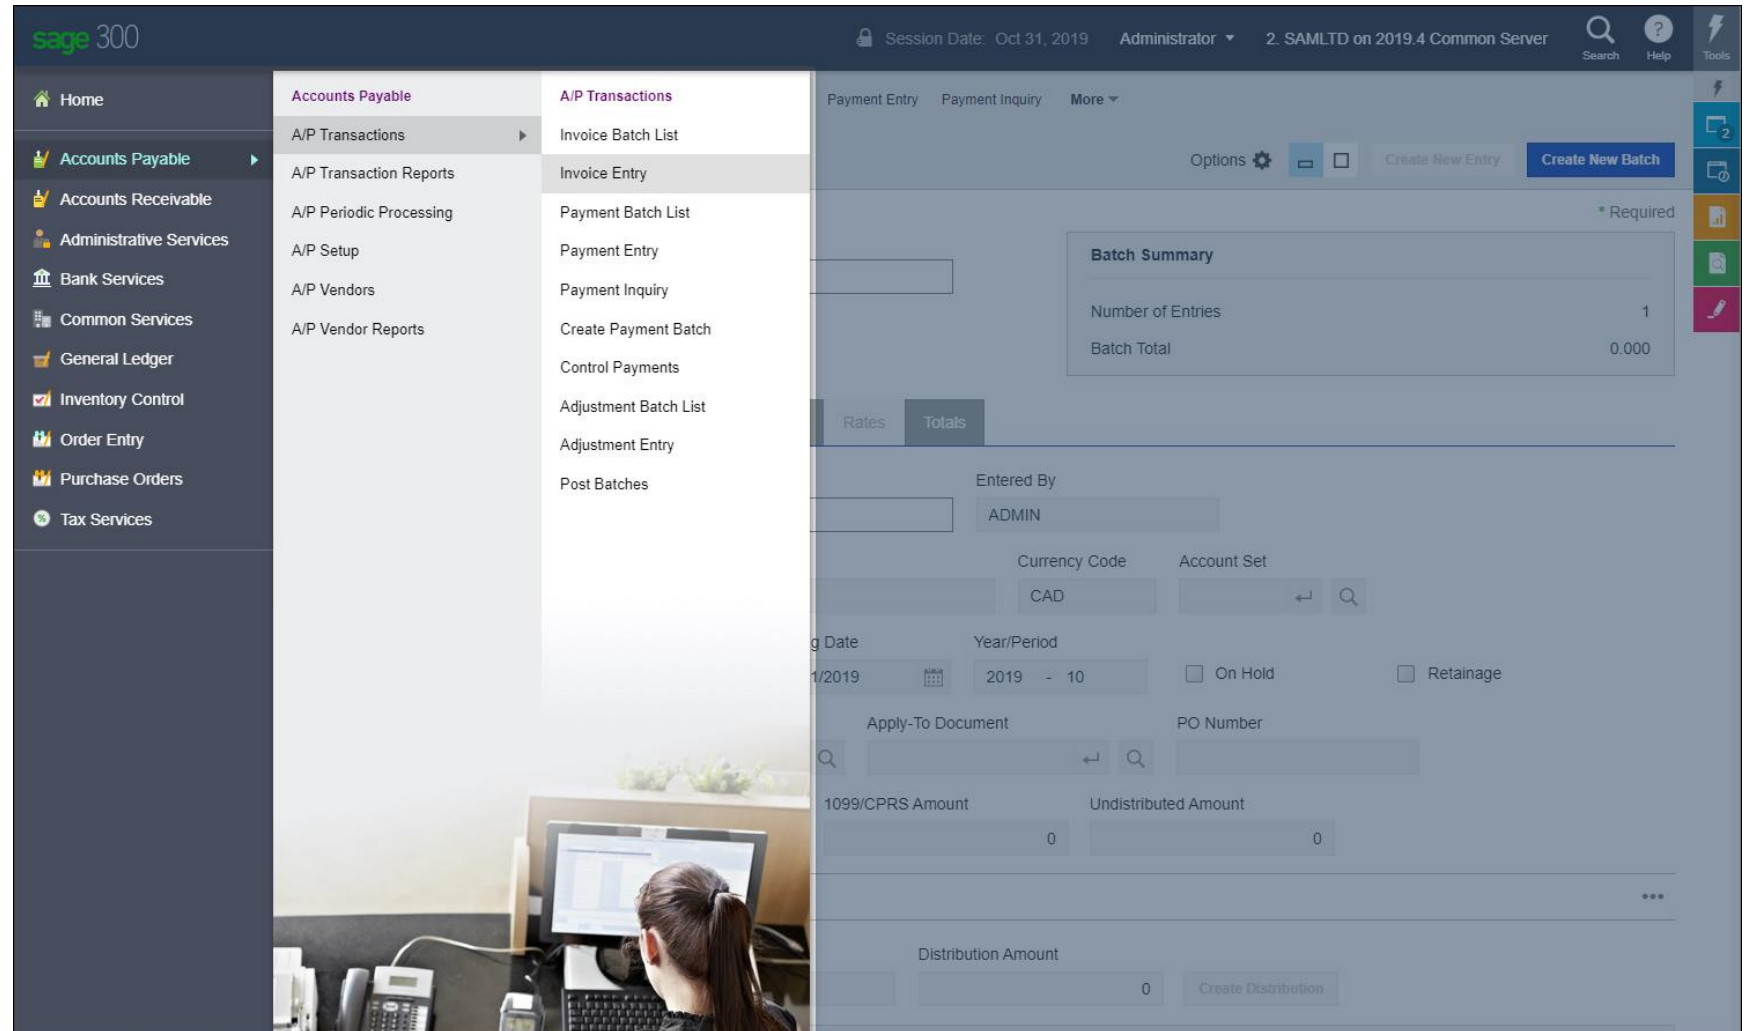 sage 300
Session Date: Oct 31, 2019 Administrator 2. SAMLTD on 2019.4 Common Server Search Help Tools
Home
Accounts Payable
Accounts Receivable
Administrative Services
Bank Services
Common Services
General Ledger
Inventory Control
Order Entry
Purchase Orders
Tax Services
Accounts Payable
A/P Transactions
A/P Transaction Reports
A/P Periodic Processing
A/P Setup
A/P Vendors
A/P Vendor Reports
A/P Transactions
Invoice Batch List
Invoice Entry
Payment Batch List
Payment Entry
Payment Inquiry
Create Payment Batch
Control Payments
Adjustment Batch List
Adjustment Entry
Post Batches
Payment Entry Payment Inquiry More
Options Create New Entry Create New Batch
2
* Required
Batch Summary
Number of Entries 1
Batch Total 0.000
Rates Totals
Entered By
ADMIN
Currency Code Account Set
CAD
g Date Year/Period
1/2019 2019 - 10 On Hold Retainage
Apply-To Document PO Number
1099/CPRS Amount Undistributed Amount
0 0
Distribution Amount
0 Create Distribution